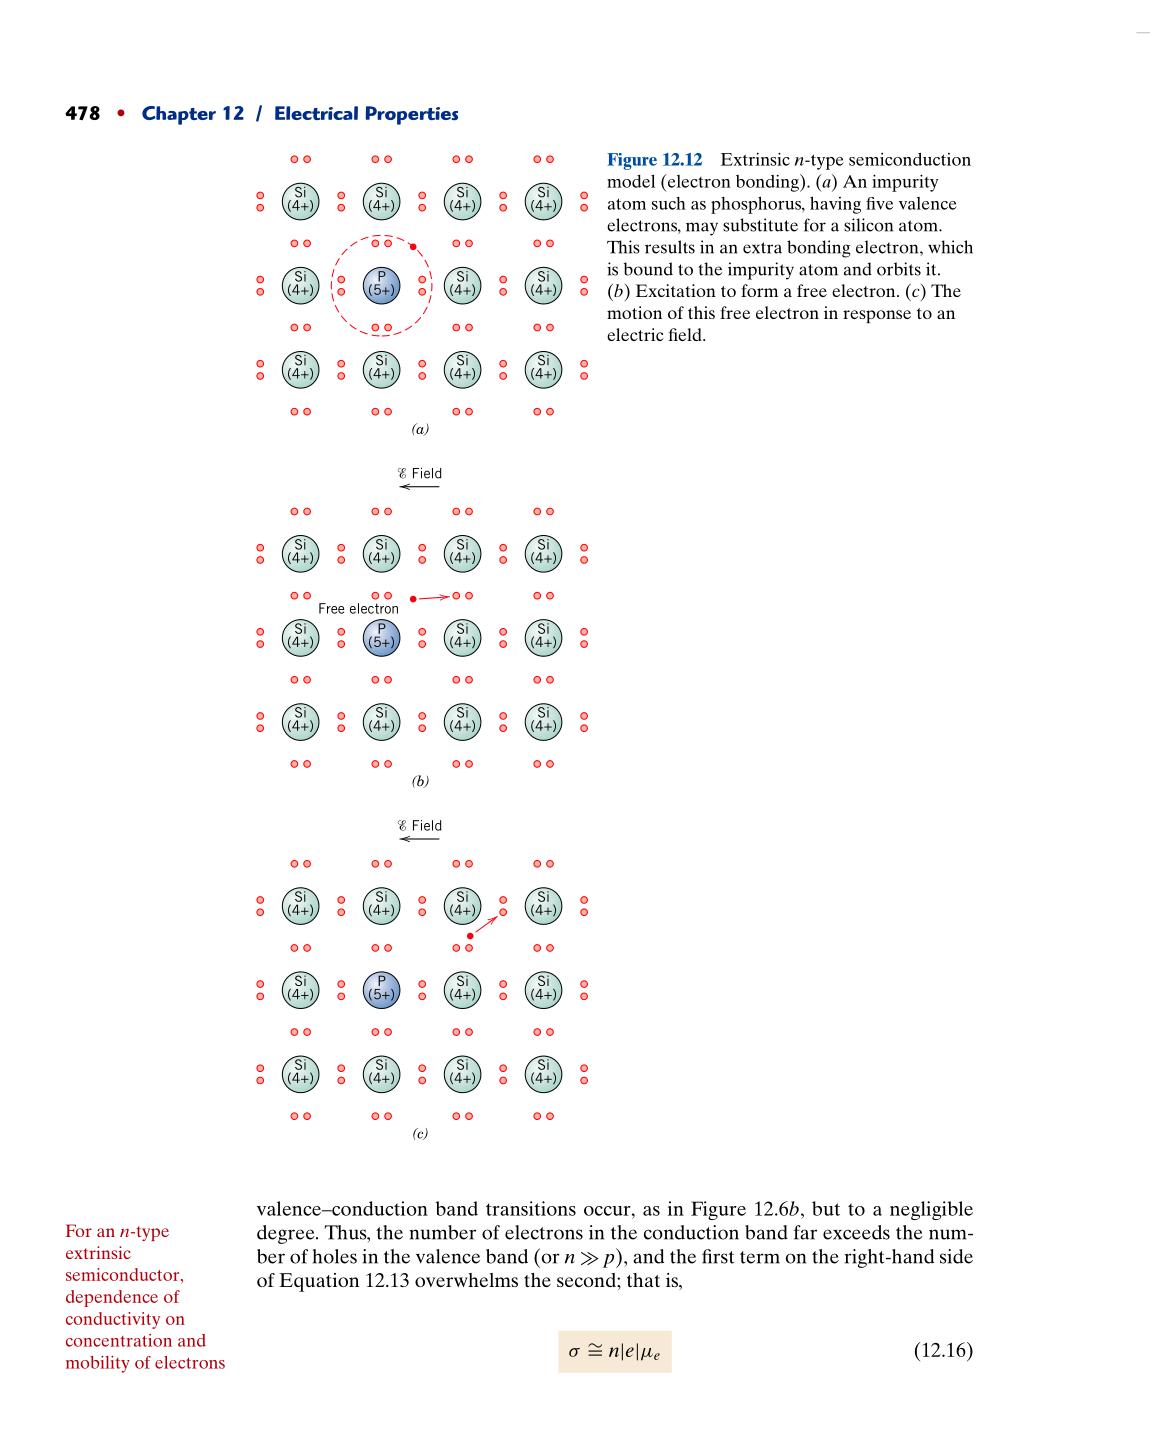 478 • Chapter 12 / Electrical Properties
Si Si Si Si
(4+) (4+) (4+) (4+)
Si P Si Si
(4+) (5+) (4+) (4+)
Si Si Si Si
(4+) (4+) (4+) (4+)
(a)
Figure 12.12 Extrinsic n-type semiconduction
model (electron bonding). (a) An impurity
atom such as phosphorus, having five valence
electrons, may substitute for a silicon atom.
This results in an extra bonding electron, which
is bound to the impurity atom and orbits it.
(b) Excitation to form a free electron. (c) The
motion of this free electron in response to an
electric field.
ℰ Field
Si Si Si Si
(4+) (4+) (4+) (4+)
Free electron
Si P Si Si
(4+) (5+) (4+) (4+)
Si Si Si Si
(4+) (4+) (4+) (4+)
(b)
ℰ Field
Si Si Si Si
(4+) (4+) (4+) (4+)
Si P Si Si
(4+) (5+) (4+) (4+)
Si Si Si Si
(4+) (4+) (4+) (4+)
(c)
valence–conduction band transitions occur, as in Figure 12.6b, but to a negligible
degree. Thus, the number of electrons in the conduction band far exceeds the num-
ber of holes in the valence band (or n ≫ p), and the first term on the right-hand side
of Equation 12.13 overwhelms the second; that is,
For an n-type
extrinsic
semiconductor,
dependence of
conductivity on
concentration and
mobility of electrons
σ ≅ n|e|μₑ (12.16)